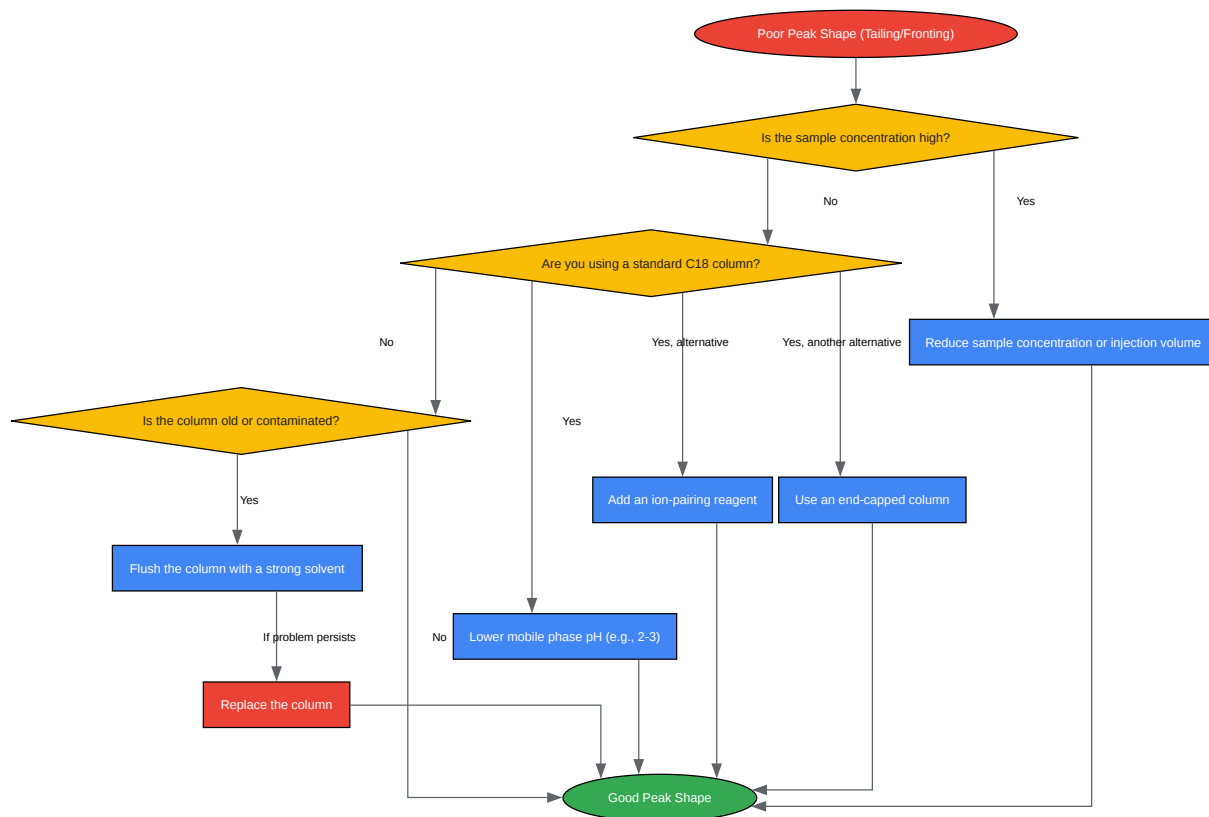 Poor Peak Shape (Tailing/Fronting)
Is the sample concentration high?
No
Yes
Are you using a standard C18 column?
No
Yes, alternative
Yes, another alternative
Reduce sample concentration or injection volume
Is the column old or contaminated?
Yes
Yes
Add an ion-pairing reagent
Use an end-capped column
Flush the column with a strong solvent
If problem persists
No
Lower mobile phase pH (e.g., 2-3)
Replace the column
Good Peak Shape